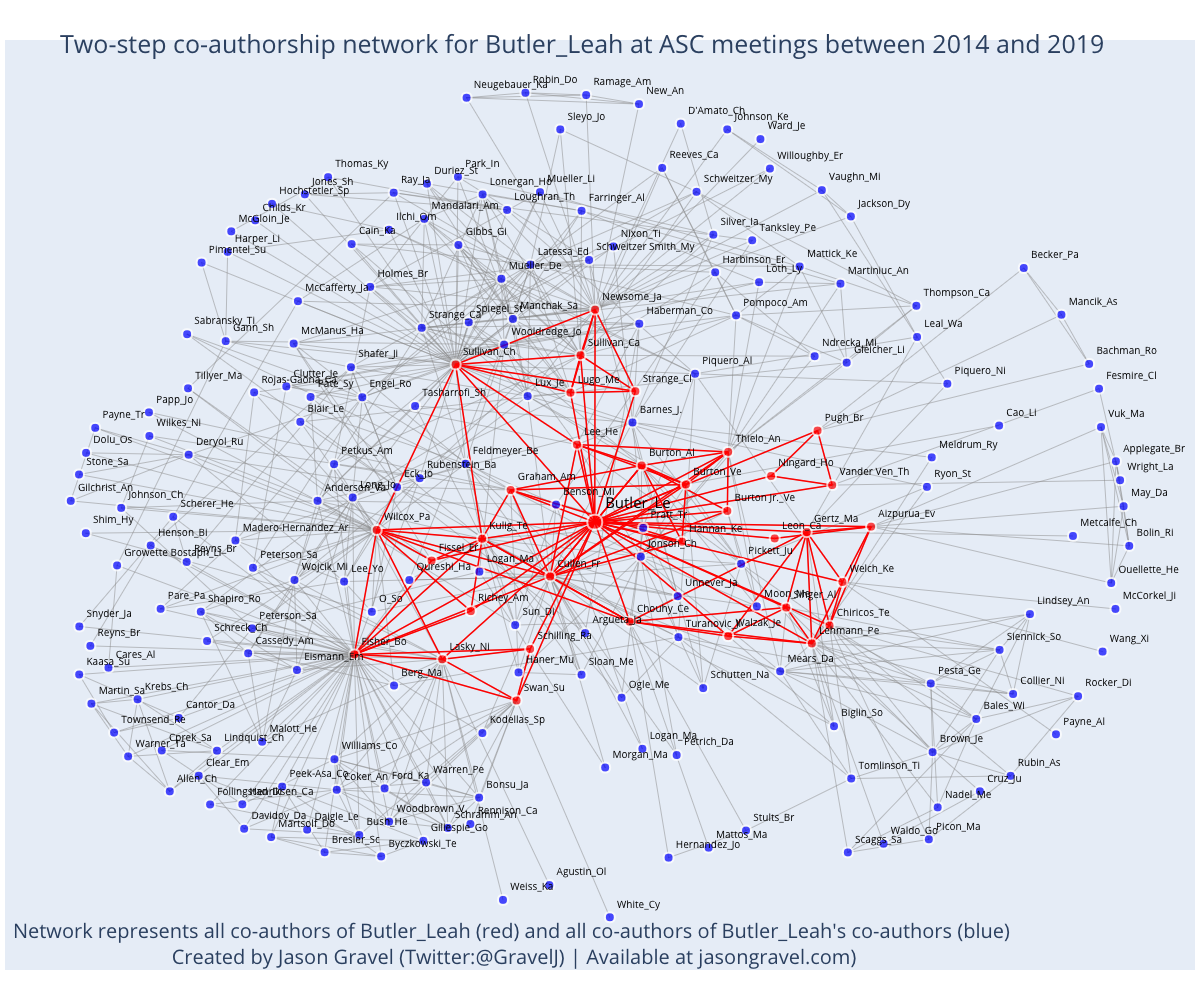 Two-step co-authorship network for Butler_Leah at ASC meetings between 2014 and 2019
Neugebauer_Ka
Robin_Do
Ramage_Am
New_An
D'Amato_Ch
Johnson_Ke
Ward_Je
Sleyo_Jo
Reeves_Ca
Willoughby_Er
Thomas_Ky
Park_In
Duriez_St
Jones_Sh
Hochstetler_Sp
Ray_Ja
Lonergan_Ho
Mueller_Li
Loughran_Th
Farringer_Al
Schweitzer_My
Vaughn_Mi
Childs_Kr
McGloin_Je
Ilchi_Om
Mandalari_Am
Jackson_Dy
Harper_Li
Pimentel_Su
Cain_Ka
Gibbs_Gi
Nixon_Ti
Silver_Ia
Tanksley_Pe
Latessa_Ed
Schweitzer Smith_My
Mueller_De
Harbinson_Er
Loth_Ly
Mattick_Ke
Martiniuc_An
Becker_Pa
Holmes_Br
McCafferty_Ja
Newsome_Ja
Manchak_Sa
Spiegel_St
Strange_Ca
Haberman_Co
Pompoco_Am
Thompson_Ca
Mancik_As
Sabransky_Ti
Gann_Sh
McManus_Ha
Wooldredge_Jo
Sullivan_Ca
Leal_Wa
Ndrecka_Mi
Gleicher_Li
Shafer_Ji
Sullivan_Ch
Bachman_Ro
Piquero_Al
Piquero_Ni
Tillyer_Ma
Rojas-Gaona_Ca
Clutter_Je
Pate_Sy
Engel_Ro
Tasharrofi_Sh
Lux_Je
Lugo_Me
Strange_Cl
Fesmire_Cl
Papp_Jo
Blair_Le
Barnes_J.
Pugh_Br
Cao_Li
Vuk_Ma
Payne_Tr
Wilkes_Ni
Dolu_Os
Deryol_Ru
Lee_He
Thielo_An
Applegate_Br
Stone_Sa
Petkus_Am
Feldmeyer_Be
Rubenstein_Ba
Burton_Al
Meldrum_Ry
Wright_La
Gilchrist_An
Anderson_Va
Long_Jo
Eck_Jo
Graham_Am
Burton_Ve
Ningard_Ho
Vander Ven_Th
Ryon_St
May_Da
Johnson_Ch
Scherer_He
Benson_Mi
Butler_Le
Burton Jr._Ve
Shim_Hy
Madero-Hernandez_Ar
Wilcox_Pa
Kulig_Te
Pratt_Tr
Hannan_Ke
Leon_Ca
Gertz_Ma
Aizpurua_Ev
Metcalfe_Ch
Bolin_Ri
Henson_Bi
Growette Bostaph_Li
Reyns_Br
Peterson_Sa
Wojcik_Mi
Lee_Yo
Fissel_Er
Qureshi_Ha
Logan_Ma
Cullen_Fr
Jonson_Ch
Pickett_Ju
Welch_Ke
Ouellette_He
Pare_Pa
Shapiro_Ro
O_So
Richey_Am
Unnever_Ja
Moon_Me
Singer_Al
McCorkel_Ji
Snyder_Ja
Peterson_Sa
Sun_Di
Argueta_Ja
Chouhy_Ce
Chiricos_Te
Lindsey_An
Reyns_Br
Schreck_Ch
Cassedy_Am
Fisher_Bo
Schilling_Ra
Turanovic_Ji
Walzak_Je
Lehmann_Pe
Slennick_So
Wang_Xi
Cares_Al
Kaasa_Su
Eismann_Em
Lasky_Ni
Haner_Mu
Sloan_Me
Schutten_Na
Mears_Da
Pesta_Ge
Martin_Sa
Krebs_Ch
Berg_Ma
Swan_Su
Ogle_Me
Collier_Ni
Rocker_Di
Cantor_Da
Bales_Wi
Townsend_Re
Malott_He
Kodellas_Sp
Biglin_So
Payne_Al
Warner_Ta
Cprek_Sa
Lindquist_Ch
Williams_Co
Logan_Ma
Petrich_Da
Morgan_Ma
Brown_Je
Allen_Ch
Clear_Em
Peek-Asa_Co
Coker_An
Ford_Ka
Warren_Pe
Tomlinson_Ti
Rubin_As
Bonsu_Ja
Cruz_Ju
Henriksen_Ca
Nadel_Me
Davidov_Da
Martsolf_Do
Daigle_Le
Bush_He
Woodbrown_V.
Schramm_An
Rennison_Ca
Gillespie_Go
Bresler_Sc
Byczkowski_Te
Stults_Br
Mattos_Ma
Hernandez_Jo
Scaggs_Sa
Waldo_Go
Picon_Ma
Weiss_Ka
Agustin_Ol
White_Cy
Network represents all co-authors of Butler_Leah (red) and all co-authors of Butler_Leah's co-authors (blue)
Created by Jason Gravel (Twitter:@GravelJ) | Available at jasongravel.com)